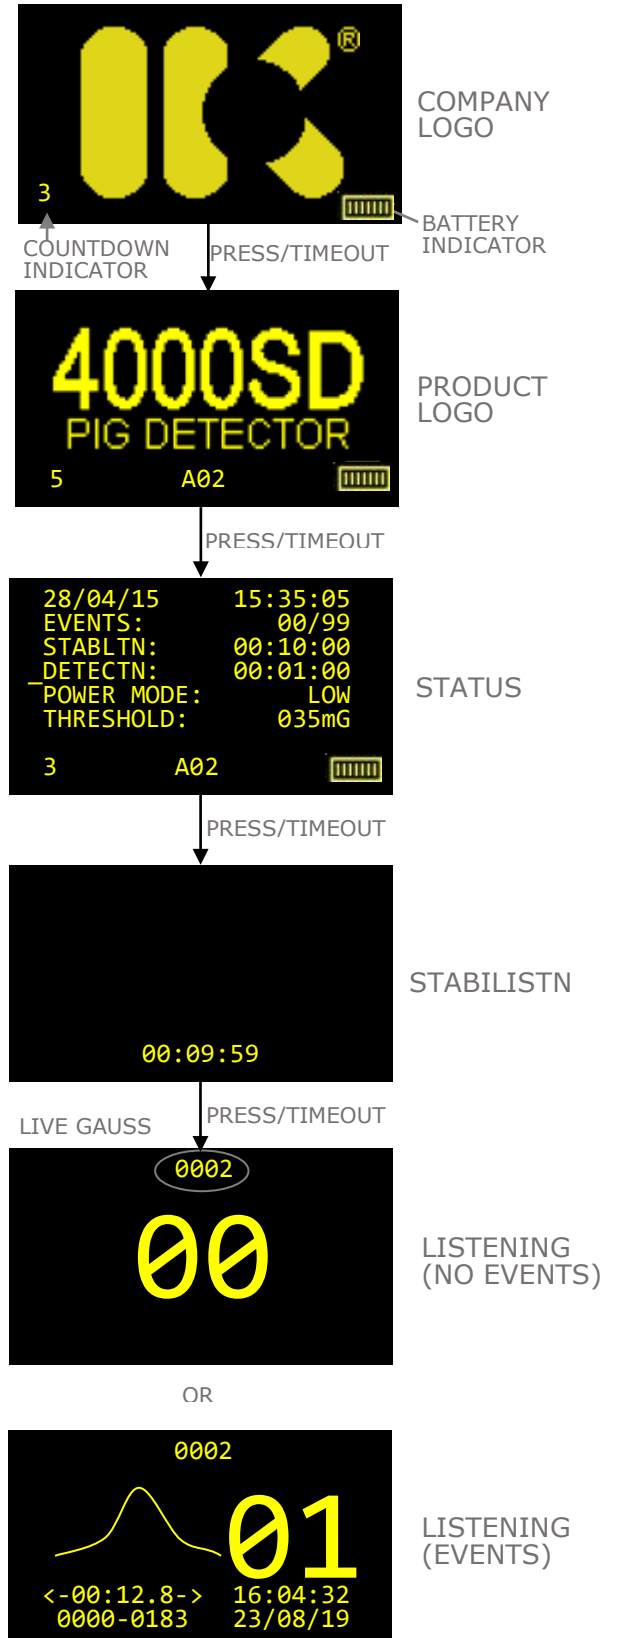 ®
COMPANY
LOGO
3
BATTERY
INDICATOR
COUNTDOWN
INDICATOR
PRESS/TIMEOUT
4000SD
PIG DETECTOR
PRODUCT
LOGO
5 A02
PRESS/TIMEOUT
28/04/15 15:35:05
EVENTS: 00/99
STABLTN: 00:10:00
_DETECTN: 00:01:00
POWER MODE: LOW
THRESHOLD: 035mG
STATUS
3 A02
PRESS/TIMEOUT
STABILISTN
00:09:59
PRESS/TIMEOUT
LIVE GAUSS
0002
00
LISTENING
(NO EVENTS)
OR
0002
01
LISTENING
(EVENTS)
<-00:12.8-> 16:04:32
0000-0183 23/08/19